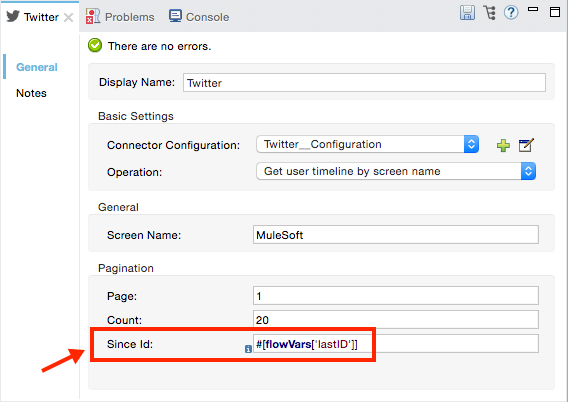 Twitter
Problems
Console
General
Notes
There are no errors.
Display Name: Twitter
Basic Settings
Connector Configuration: Twitter__Configuration
Operation: Get user timeline by screen name
General
Screen Name: MuleSoft
Pagination
Page: 1
Count: 20
Since Id: #[flowVars['lastID']]